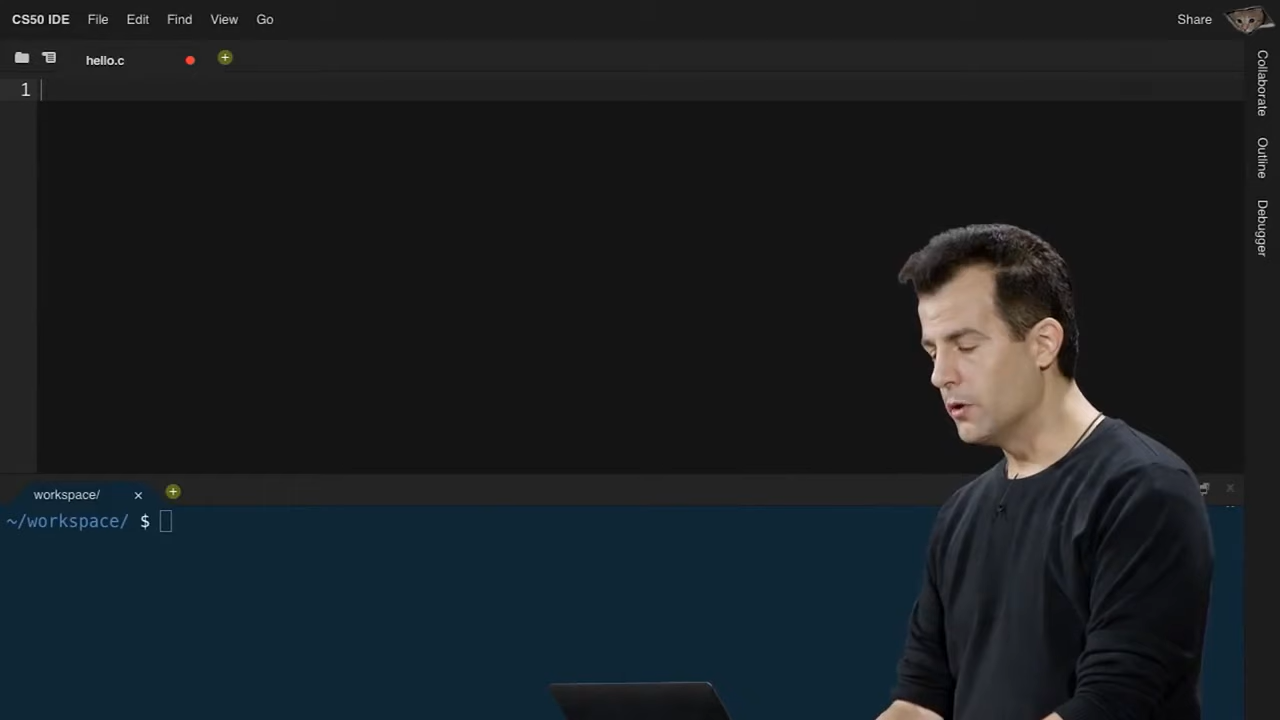 CS50 IDE File Edit Find View Go Share
hello.c
1
Collaborate
Outline
Debugger
workspace/
~/workspace/ $